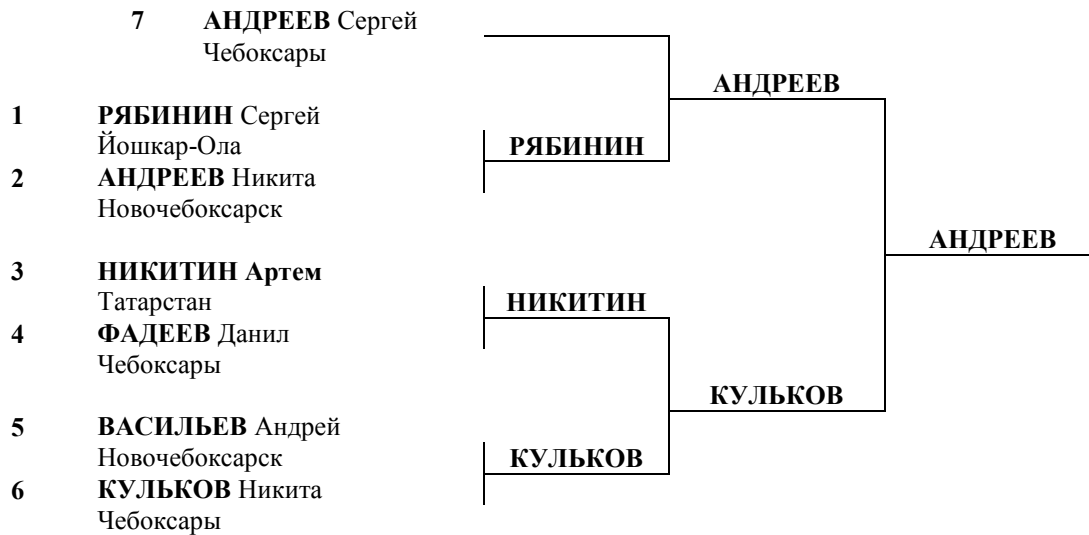 7 АНДРЕЕВ Сергей
Чебоксары
АНДРЕЕВ
1 РЯБИНИН Сергей
Йошкар-Ола
РЯБИНИН
2 АНДРЕЕВ Никита
Новочебоксарск
АНДРЕЕВ
3 НИКИТИН Артем
Татарстан
НИКИТИН
4 ФАДЕЕВ Данил
Чебоксары
КУЛЬКОВ
5 ВАСИЛЬЕВ Андрей
Новочебоксарск
КУЛЬКОВ
6 КУЛЬКОВ Никита
Чебоксары